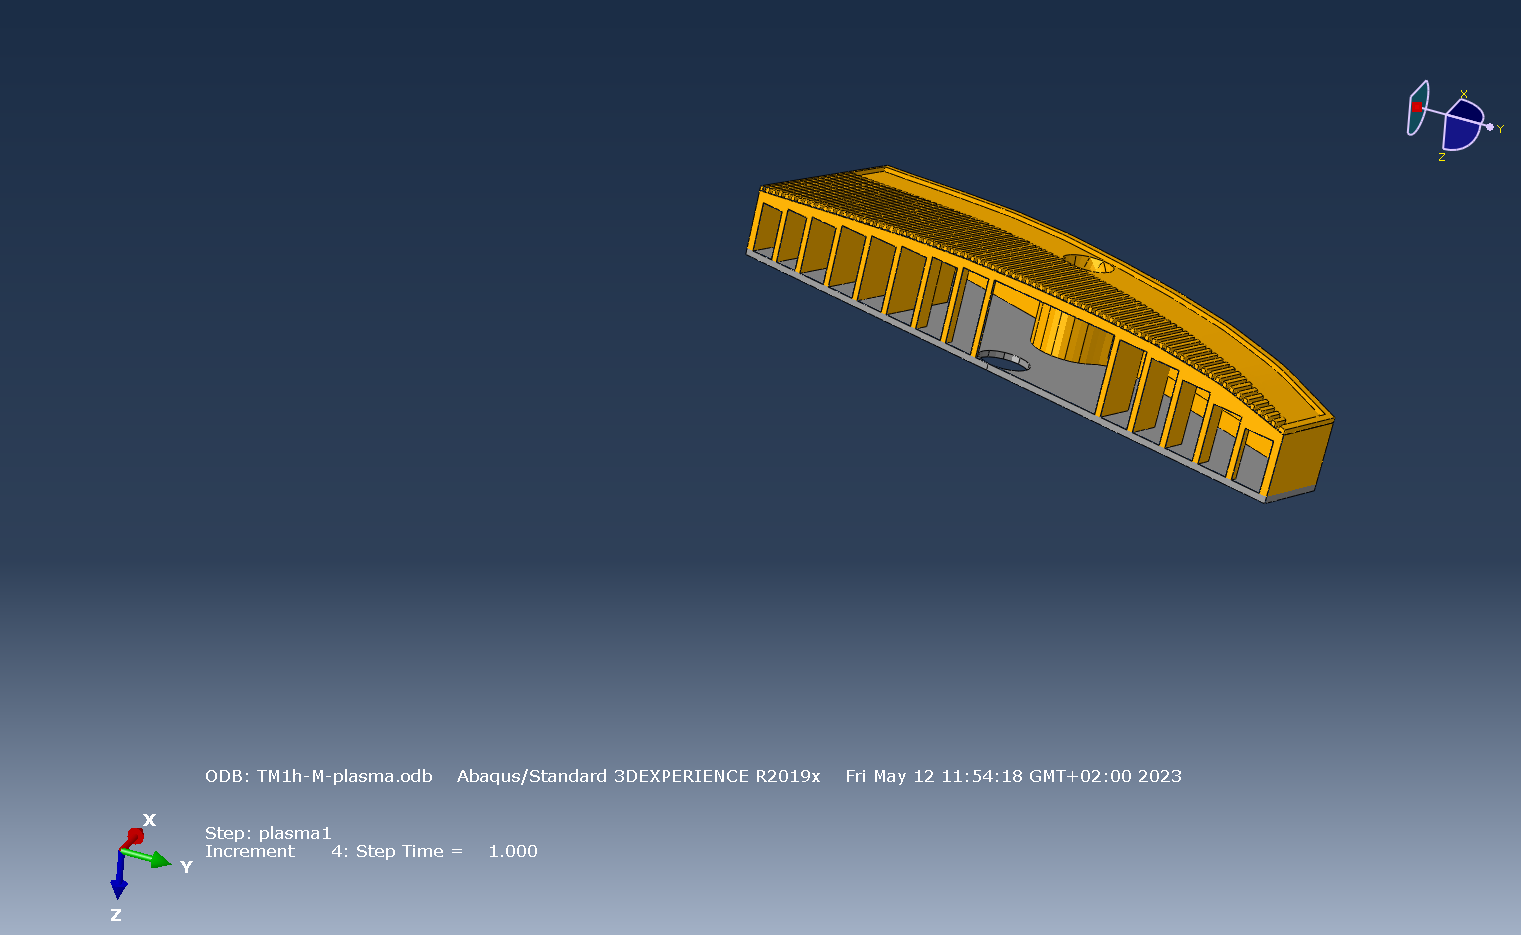 X
Y
Z
ODB: TM1h-M-plasma.odb    Abaqus/Standard 3DEXPERIENCE R2019x    Fri May 12 11:54:18 GMT+02:00 2023
X
Step: plasma1
Increment    4: Step Time =    1.000
Y
Z